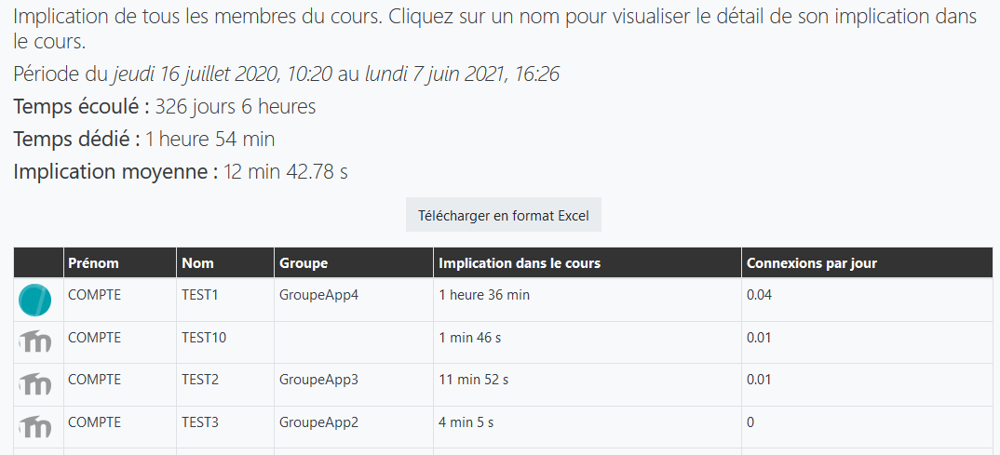 Implication de tous les membres du cours. Cliquez sur un nom pour visualiser le détail de son implication dans
le cours.
Période du jeudi 16 juillet 2020, 10:20 au lundi 7 juin 2021, 16:26
Temps écoulé : 326 jours 6 heures
Temps dédié : 1 heure 54 min
Implication moyenne : 12 min 42.78 s
Télécharger en format Excel
Prénom Nom Groupe Implication dans le cours Connexions par jour
COMPTE TEST1 GroupeApp4 1 heure 36 min 0.04
COMPTE TEST10 1 min 46 s 0.01
COMPTE TEST2 GroupeApp3 11 min 52 s 0.01
COMPTE TEST3 GroupeApp2 4 min 5 s 0